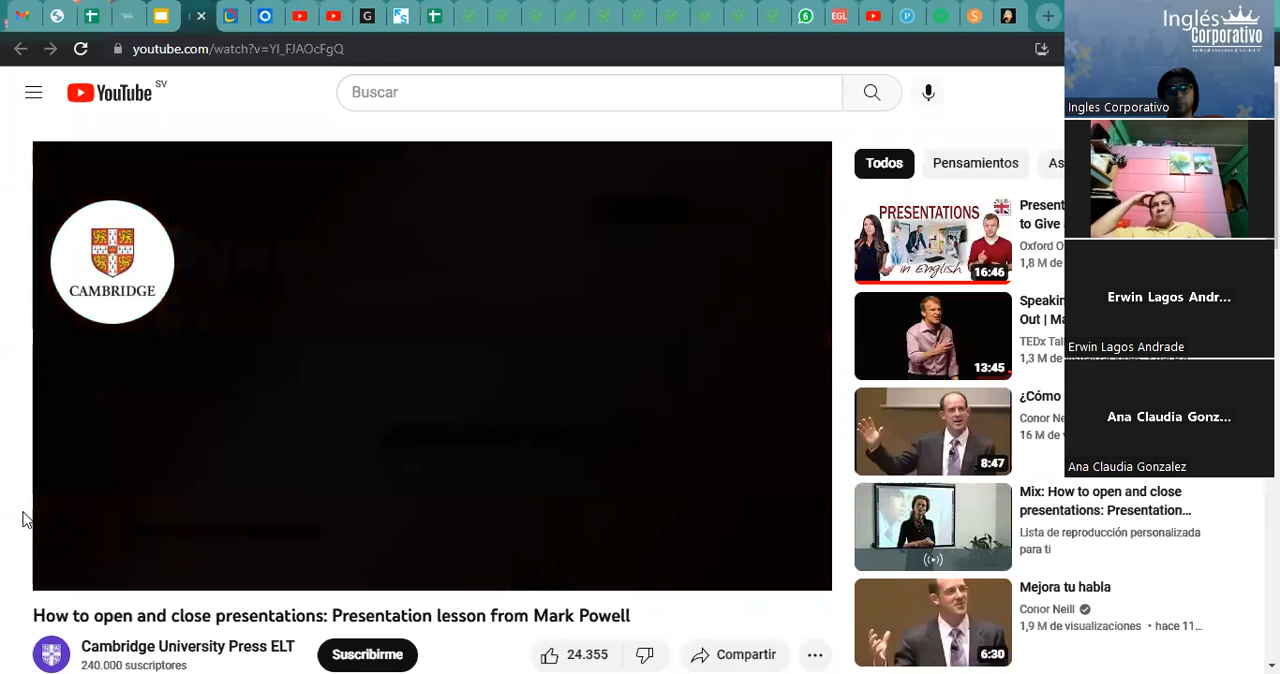 youtube.com/watch?v=YI_FJAOcFgQ
YouTube SV
Buscar
CAMBRIDGE
How to open and close presentations: Presentation lesson from Mark Powell
Cambridge University Press ELT
240.000 suscriptores
Suscribirme
24.355
Compartir
Todos
Pensamientos
As
PRESENTATIONS
in ENGLISH
16:46
Present
to Give
Oxford O
1,8 M de
13:45
Speakin
Out | Ma
TEDx Tal
1,3 M de visualizaciones
8:47
¿Cómo
Conor Ne
16 M de v
Mix: How to open and close
presentations: Presentation...
Lista de reproducción personalizada
para ti
6:30
Mejora tu habla
Conor Neill
1,9 M de visualizaciones • hace 11...
Inglés
Corporativo
Ingles Corporativo
Erwin Lagos Andr...
Erwin Lagos Andrade
Ana Claudia Gonz...
Ana Claudia Gonzalez